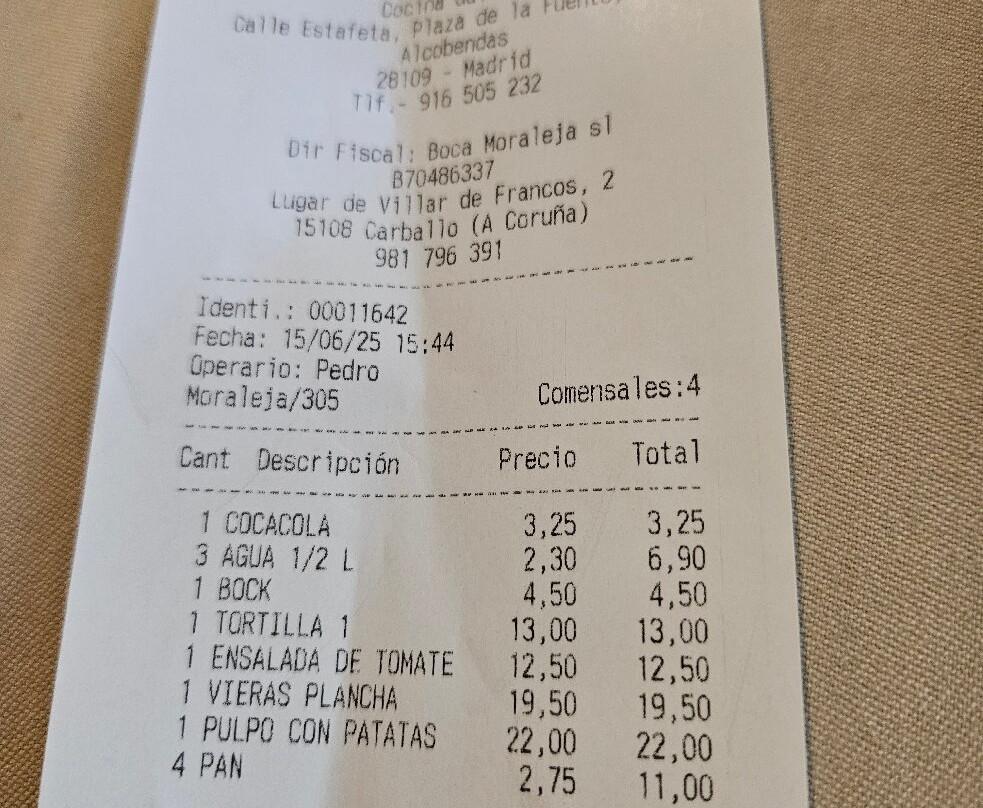 Cocina
Calle Estafeta, Plaza de la Fuente,
Alcobendas
28109 - Madrid
Tlf.- 916 505 232
Dir Fiscal: Boca Moraleja sl
B70486337
Lugar de Villar de Francos, 2
15108 Carballo (A Coruña)
981 796 391
Identi.: 00011642
Fecha: 15/06/25 15:44
Operario: Pedro
Moraleja/305 Comensales:4
Cant Descripción Precio Total
1 COCACOLA 3,25 3,25
3 AGUA 1/2 L 2,30 6,90
1 BOCK 4,50 4,50
1 TORTILLA 1 13,00 13,00
1 ENSALADA DE TOMATE 12,50 12,50
1 VIERAS PLANCHA 19,50 19,50
1 PULPO CON PATATAS 22,00 22,00
4 PAN 2,75 11,00